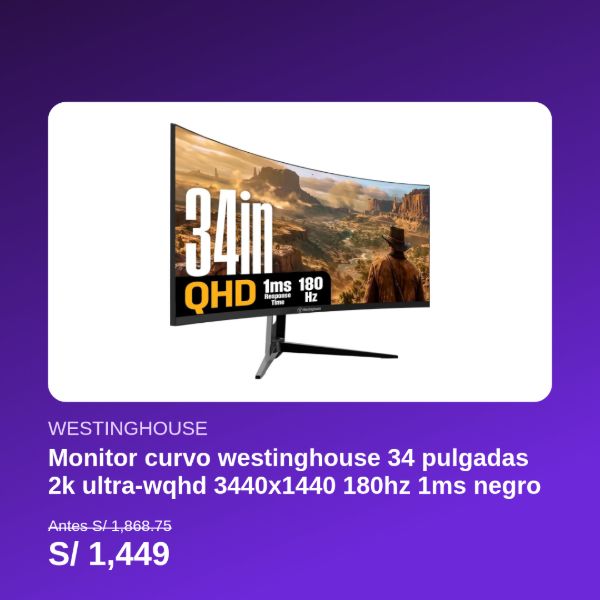 34in
QHD
1ms
Response
Time
180
Hz
Westinghouse
WESTINGHOUSE
Monitor curvo westinghouse 34 pulgadas
2k ultra-wqhd 3440x1440 180hz 1ms negro
Antes S/ 1,868.75
S/ 1,449